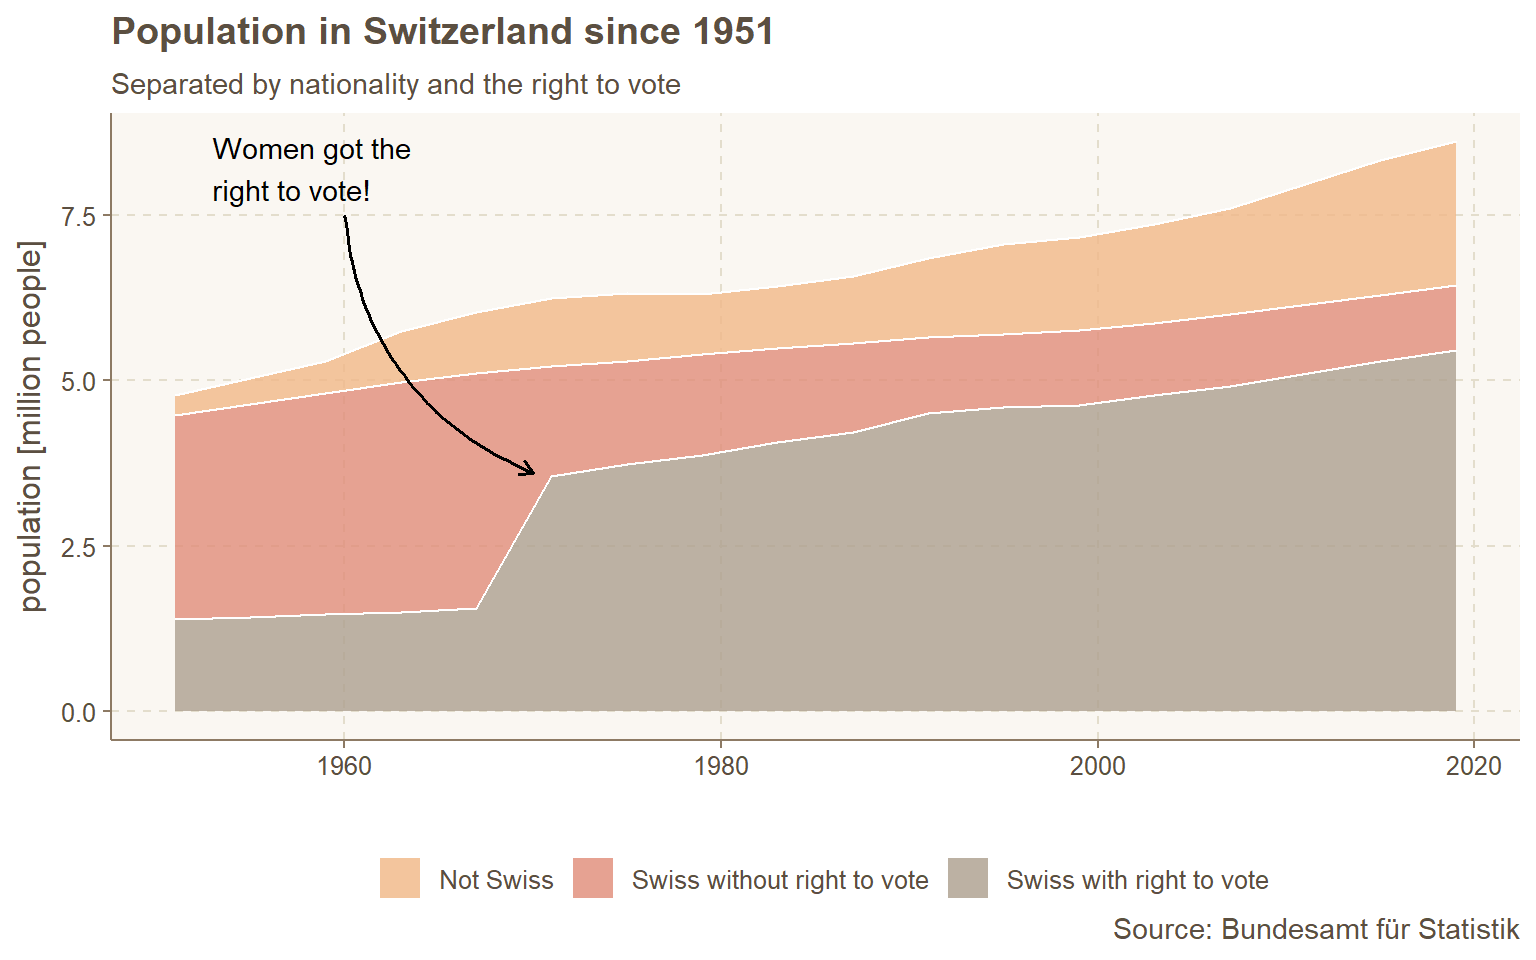 Population in Switzerland since 1951
Separated by nationality and the right to vote
Women got the
right to vote!
population [million people]
7.5
5.0
2.5
0.0
1960
1980
2000
2020
Not Swiss
Swiss without right to vote
Swiss with right to vote
Source: Bundesamt für Statistik